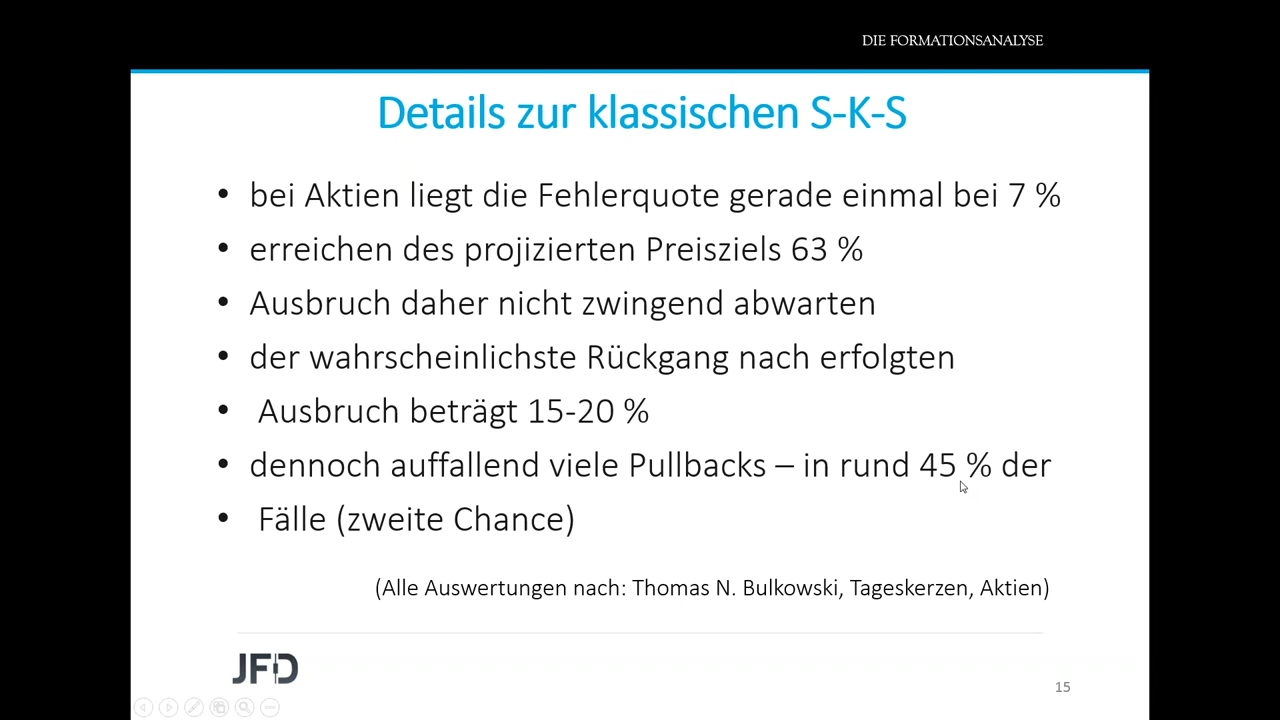 DIE FORMATIONSANALYSE
Details zur klassischen S-K-S
• bei Aktien liegt die Fehlerquote gerade einmal bei 7 %
• erreichen des projizierten Preisziels 63 %
• Ausbruch daher nicht zwingend abwarten
• der wahrscheinlichste Rückgang nach erfolgten
• Ausbruch beträgt 15-20 %
• dennoch auffallend viele Pullbacks – in rund 45 % der
• Fälle (zweite Chance)
(Alle Auswertungen nach: Thomas N. Bulkowski, Tageskerzen, Aktien)
JFD
15